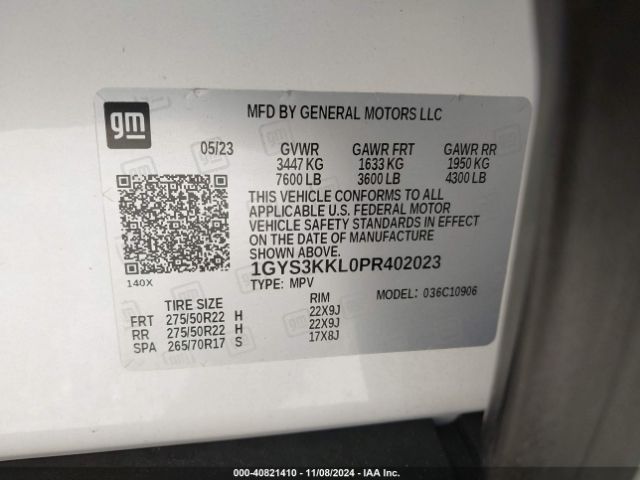 gm
MFD BY GENERAL MOTORS LLC
05/23 GVWR GAWR FRT GAWR RR
3447 KG 1633 KG 1950 KG
7600 LB 3600 LB 4300 LB
THIS VEHICLE CONFORMS TO ALL
APPLICABLE U.S. FEDERAL MOTOR
VEHICLE SAFETY STANDARDS IN EFFECT
ON THE DATE OF MANUFACTURE
SHOWN ABOVE.
1GYS3KKL0PR402023
140X
TYPE: MPV
MODEL: 036C10906
TIRE SIZE RIM
FRT 275/50R22 H 22X9J
RR 275/50R22 H 22X9J
SPA 265/70R17 S 17X8J
000-40821410 - 11/08/2024 - IAA Inc.